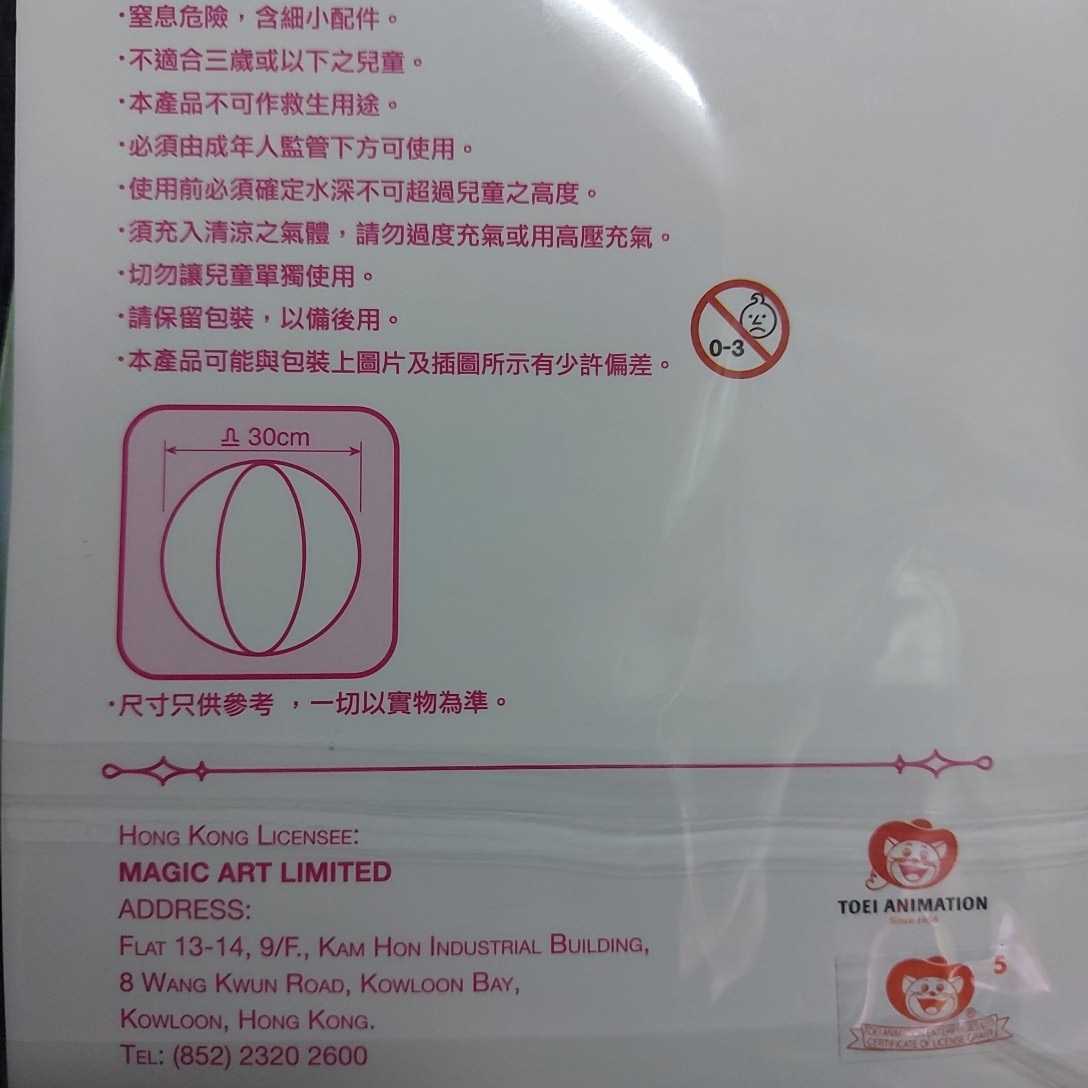 ·窒息危險，含細小配件。
·不適合三歲或以下之兒童。
·本產品不可作救生用途。
·必須由成年人監管下方可使用。
·使用前必須確定水深不可超過兒童之高度。
·須充入清涼之氣體，請勿過度充氣或用高壓充氣。
·切勿讓兒童單獨使用。
·請保留包裝，以備後用。
·本產品可能與包裝上圖片及插圖所示有少許偏差。
0-3
30cm
·尺寸只供參考，一切以實物為準。
HONG KONG LICENSEE:
MAGIC ART LIMITED
ADDRESS:
FLAT 13-14, 9/F., KAM HON INDUSTRIAL BUILDING,
8 WANG KWUN ROAD, KOWLOON BAY,
KOWLOON, HONG KONG.
TEL: (852) 2320 2600
TOEI ANIMATION
Since
5
CERTIFICATE OF LICENSE